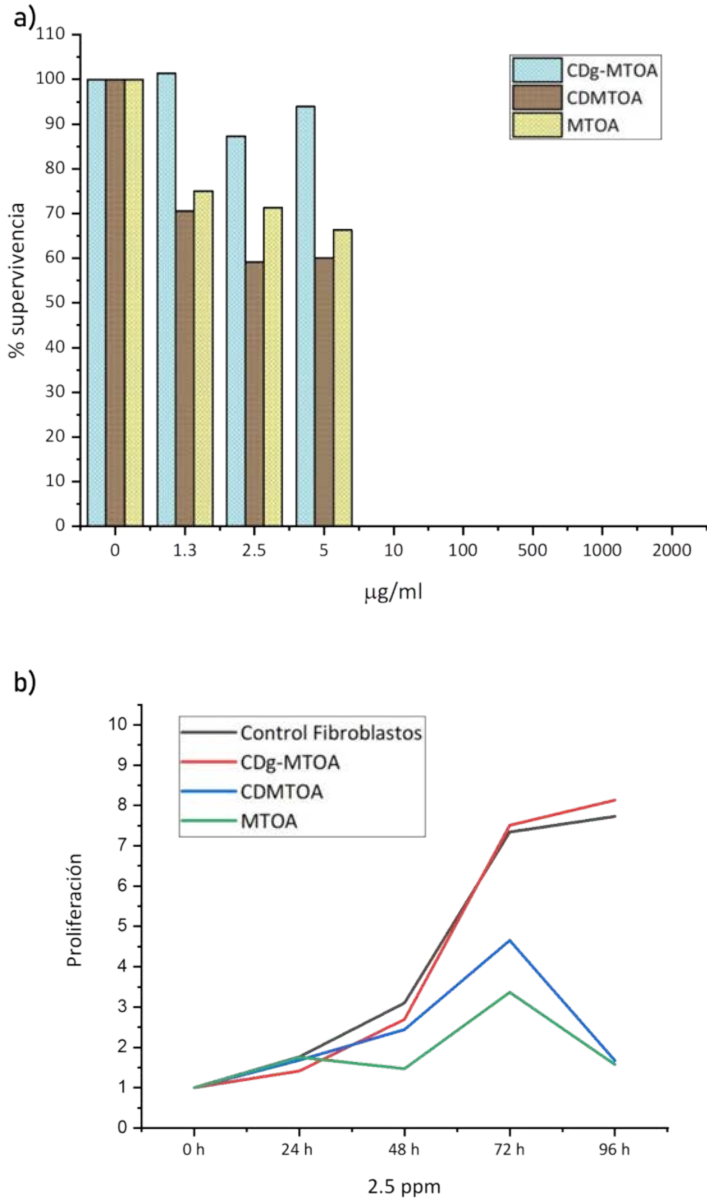 a)
110
100
90
80
70
60
50
40
30
20
10
0
% supervivencia
CDg-MTOA
CDMTOA
MTOA
0 1.3 2.5 5 10 100 500 1000 2000
µg/ml
b)
10
9
8
7
6
5
4
3
2
1
0
Proliferación
Control Fibroblastos
CDg-MTOA
CDMTOA
MTOA
0 h 24 h 48 h 72 h 96 h
2.5 ppm